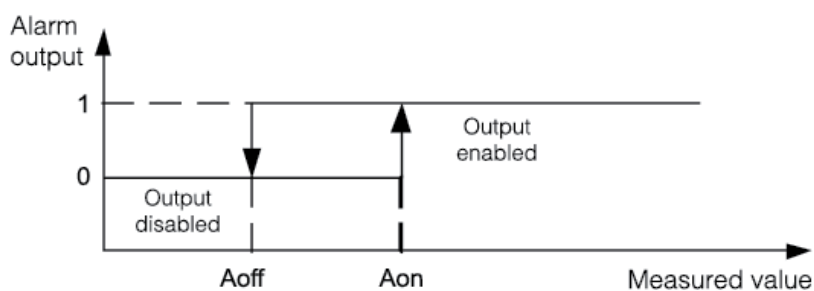 Alarm
output
1
Output
enabled
0
Output
disabled
Aoff
Aon
Measured value